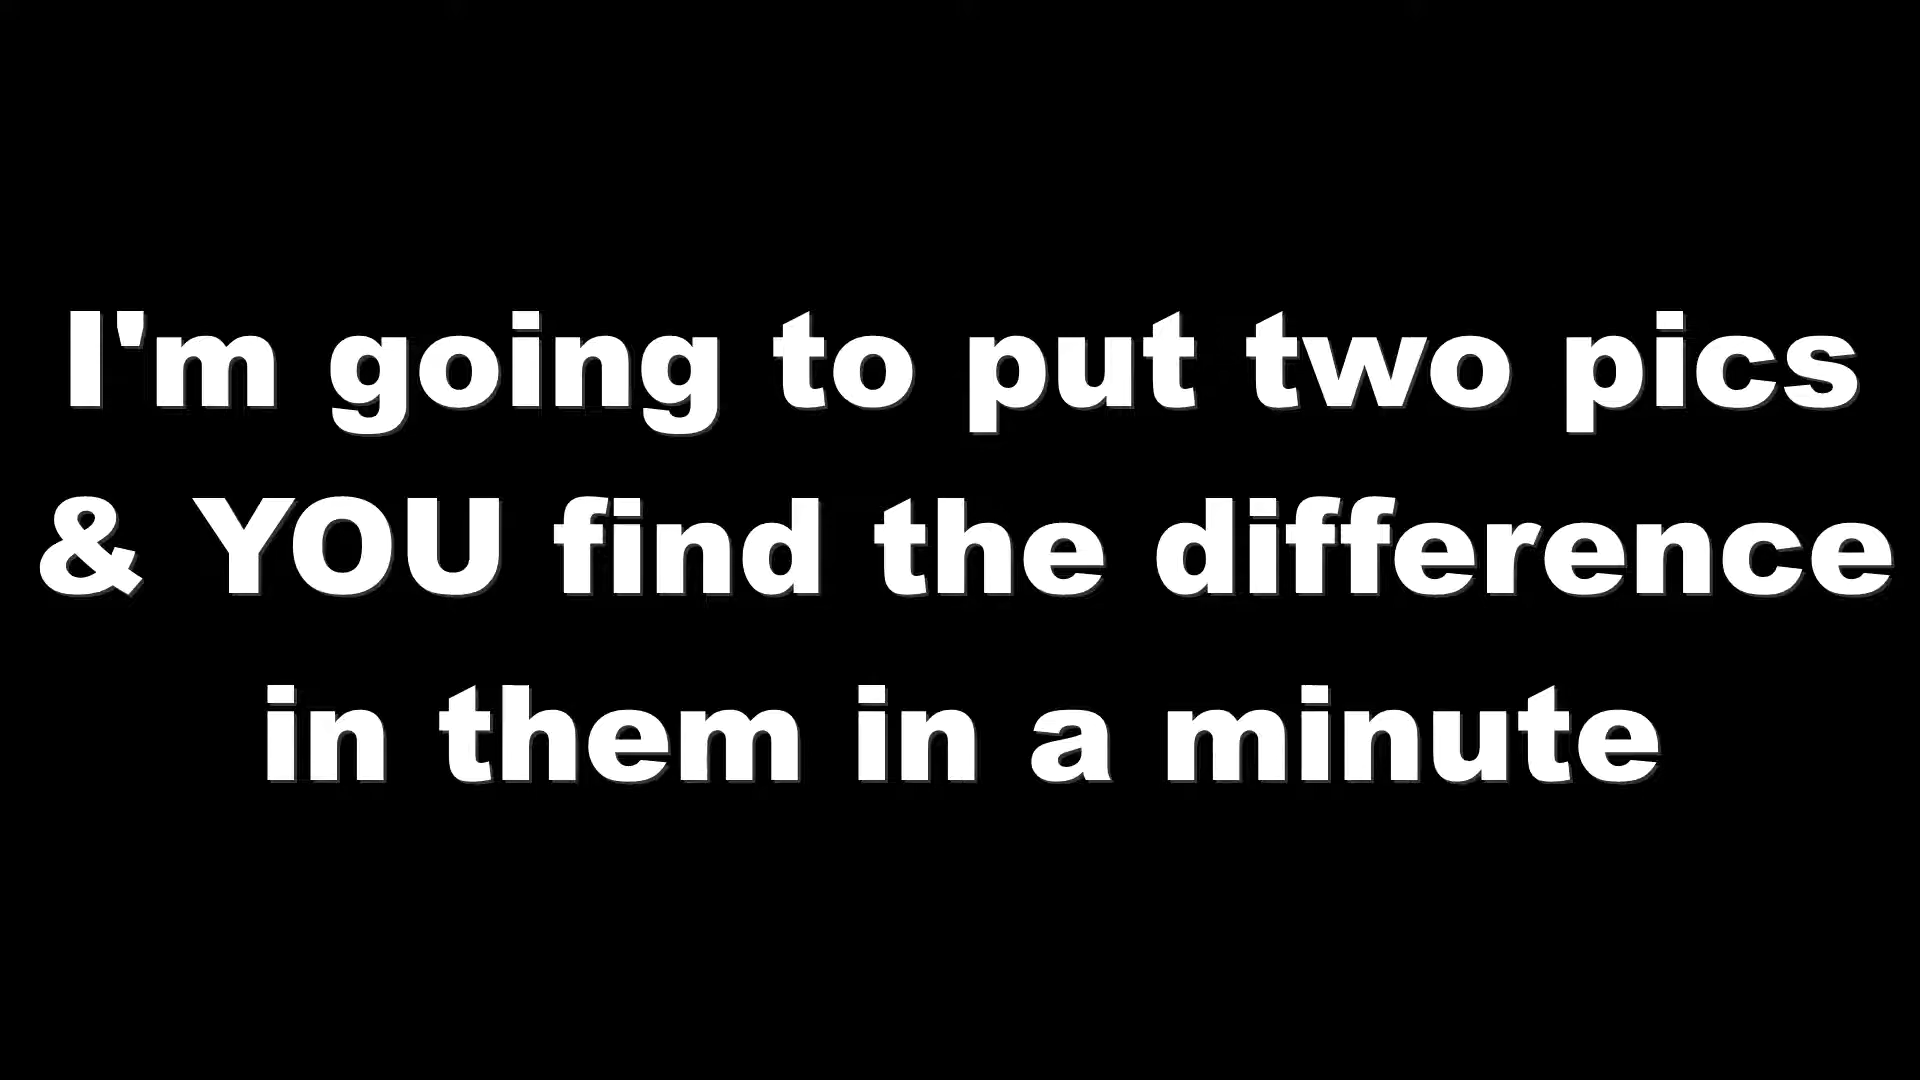 I'm going to put two pics
& YOU find the difference
in them in a minute